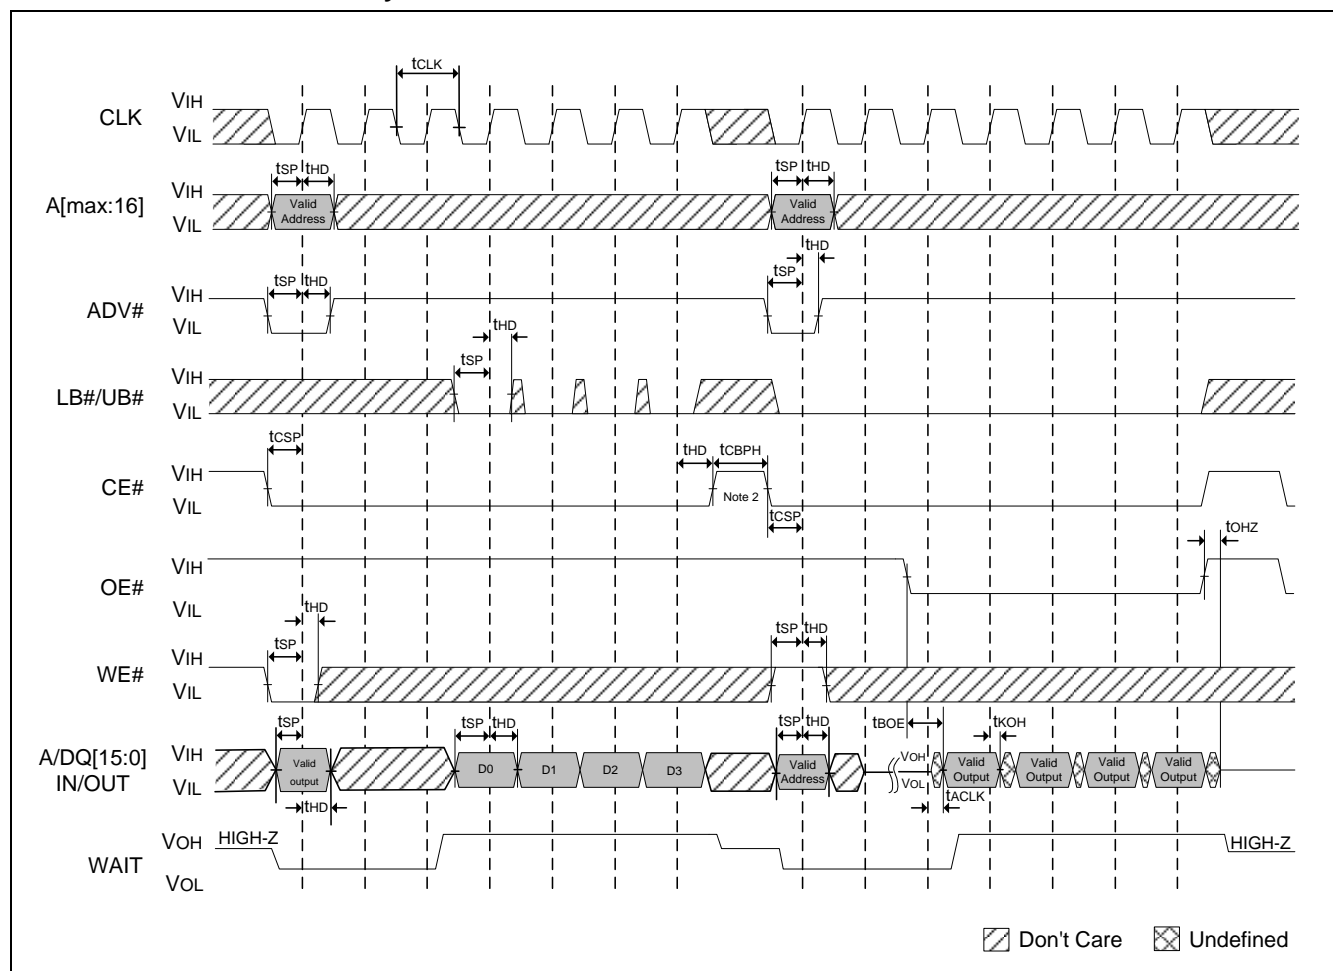 tCLK
CLK
VIH
VIL
tSP tHD
tSP tHD
A[max:16]
VIH
VIL
Valid
Address
Valid
Address
tHD
tSP tHD
tSP
ADV#
VIH
VIL
tHD
tSP
LB#/UB#
VIH
VIL
tCSP
tHD tCBPH
CE#
VIH
VIL
Note 2
tCSP
tOHZ
OE#
VIH
VIL
tHD
tSP
tSP tHD
WE#
VIH
VIL
tSP
tSP tHD
tSP tHD
tBOE
tKOH
A/DQ[15:0]
IN/OUT
VIH
VIL
Valid
output
D0
D1
D2
D3
Valid
Address
VOH
VOL
Valid
Output
Valid
Output
Valid
Output
Valid
Output
tHD
tACLK
WAIT
VOH
VOL
HIGH-Z
HIGH-Z
Don't Care
Undefined